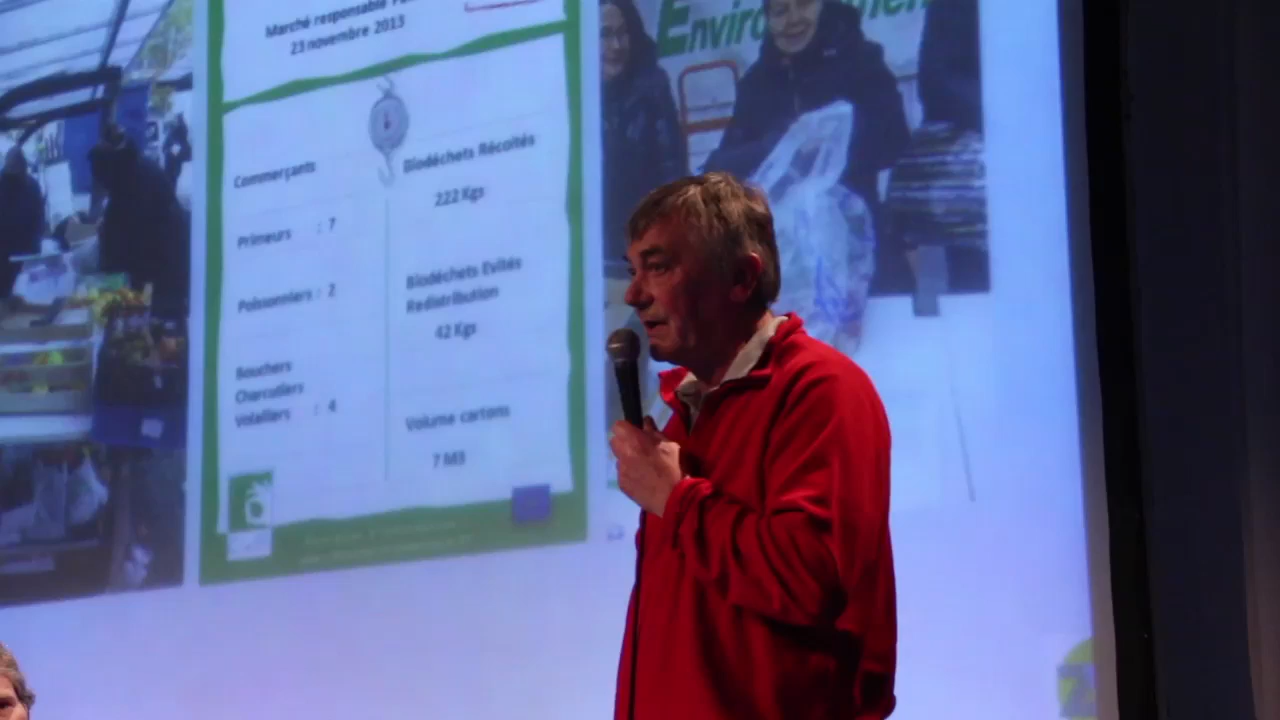 Marché responsable
23 novembre 2013
Environnement
Commerçants
Biodéchets Récoltés
222 Kgs
Primeurs : 7
Biodéchets Evités
Redistribution
Poissonniers : 2
42 Kgs
Bouchers
Charcutiers
Volaillers : 4
Volume cartons
7 M3